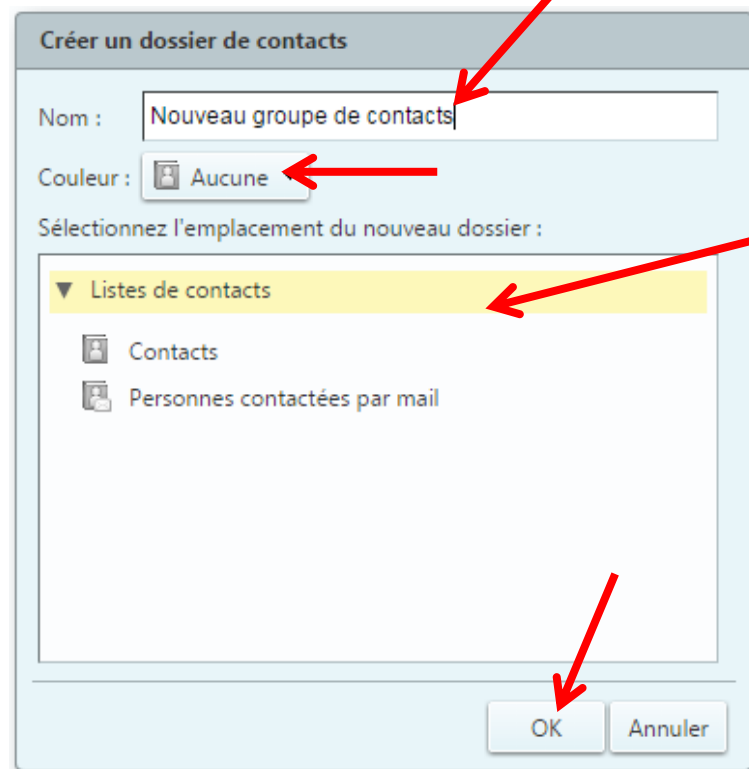 Créer un dossier de contacts
Nom : Nouveau groupe de contacts
Couleur : Aucune
Sélectionnez l'emplacement du nouveau dossier :
Listes de contacts
Contacts
Personnes contactées par mail
OK Annuler